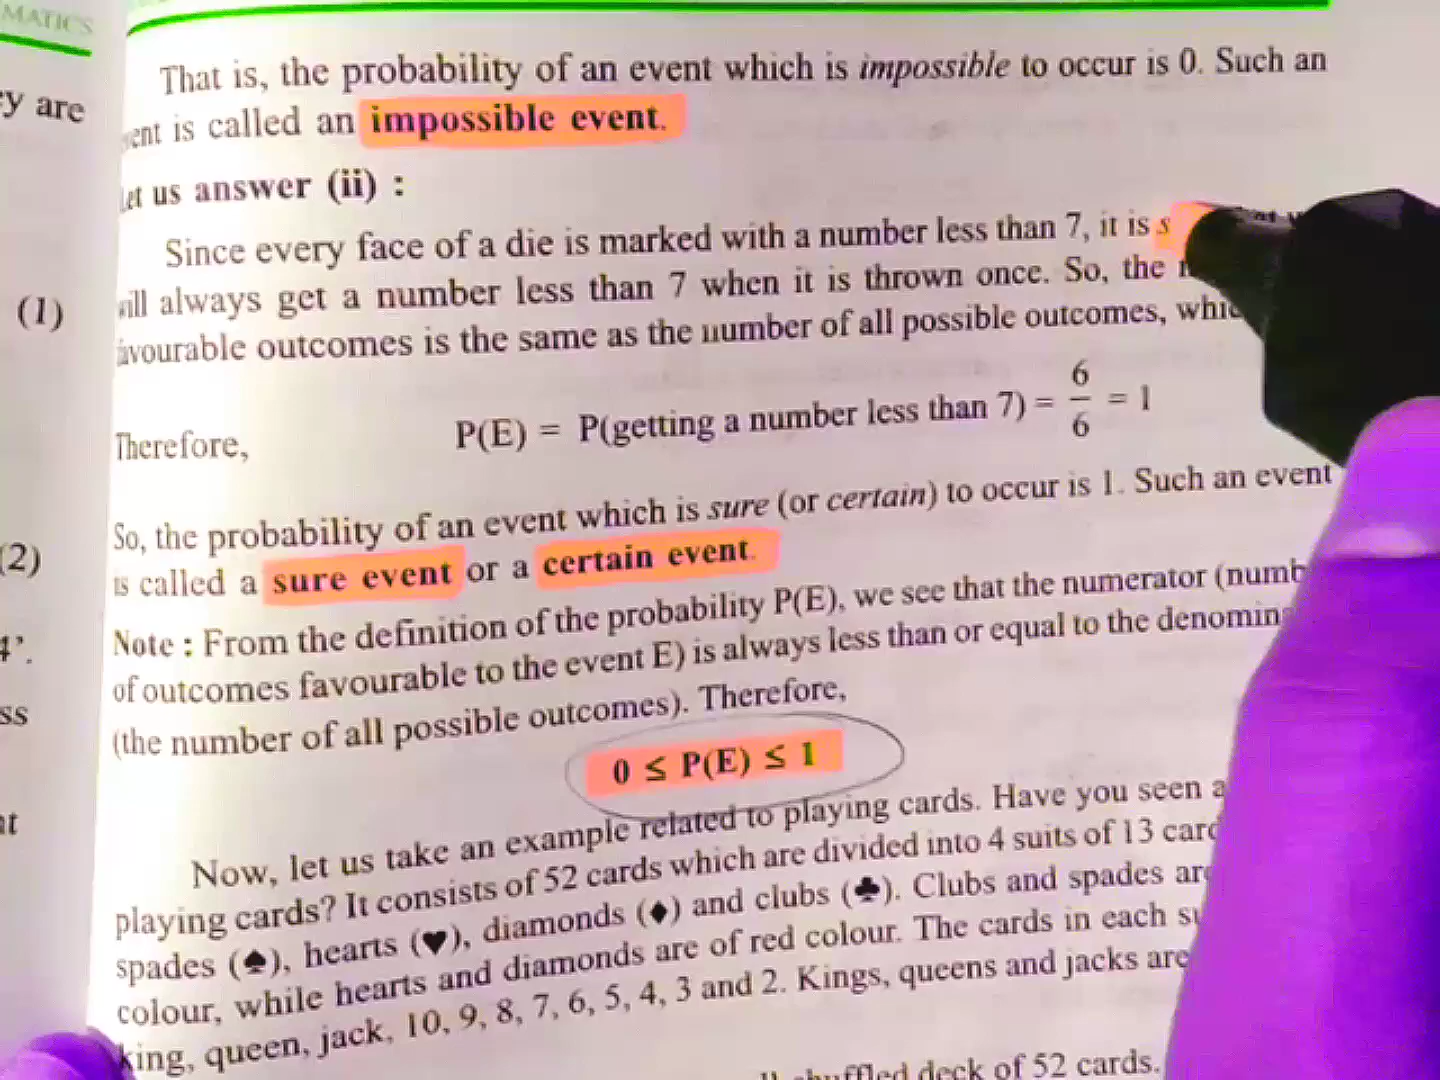 MATICS
y are
(1)
(2)
4’.
ss
at
That is, the probability of an event which is impossible to occur is 0. Such an
ent is called an impossible event.
et us answer (ii) :
Since every face of a die is marked with a number less than 7, it is s
ill always get a number less than 7 when it is thrown once. So, the
avourable outcomes is the same as the number of all possible outcomes, whic
Therefore, P(E) = P(getting a number less than 7) = 6/6 = 1
So, the probability of an event which is sure (or certain) to occur is 1. Such an event
is called a sure event or a certain event.
Note : From the definition of the probability P(E), we see that the numerator (numb
of outcomes favourable to the event E) is always less than or equal to the denomin
(the number of all possible outcomes). Therefore,
0 ≤ P(E) ≤ 1
Now, let us take an example related to playing cards. Have you seen a
playing cards? It consists of 52 cards which are divided into 4 suits of 13 card
spades (♠), hearts (♥), diamonds (♦) and clubs (♣). Clubs and spades are
colour, while hearts and diamonds are of red colour. The cards in each su
king, queen, jack, 10, 9, 8, 7, 6, 5, 4, 3 and 2. Kings, queens and jacks are
shuffled deck of 52 cards.